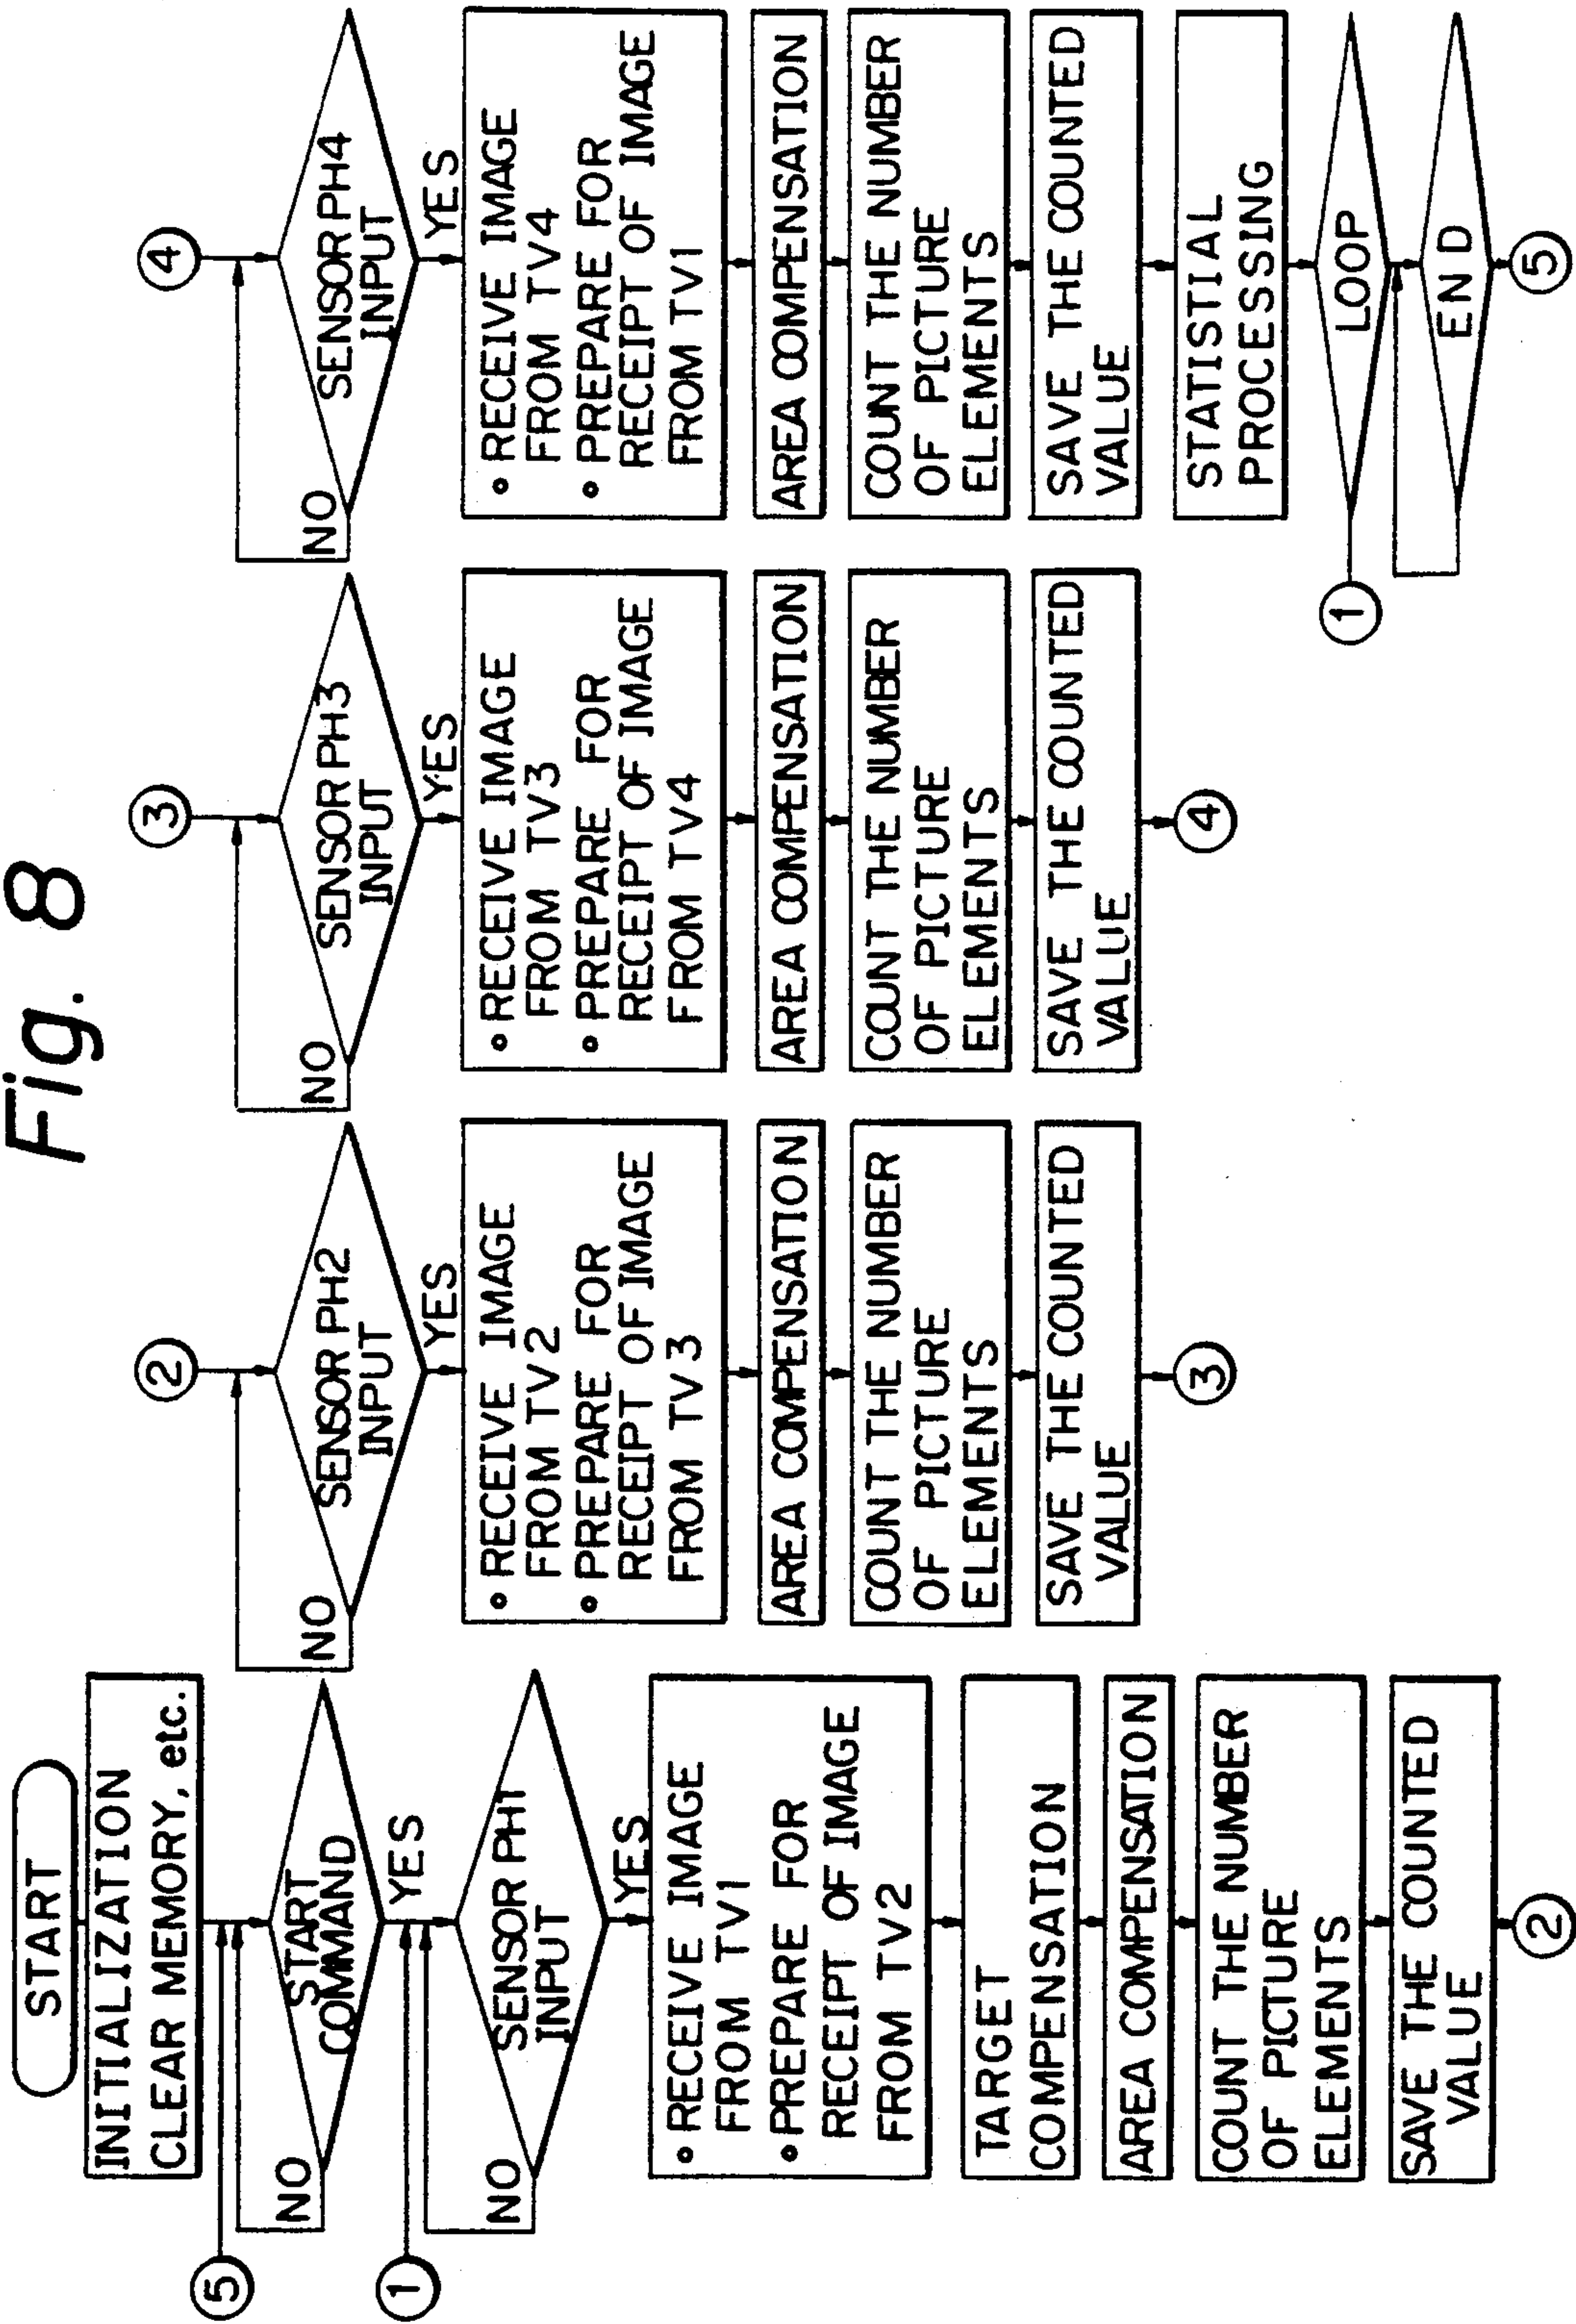 Fig. 8
START
INITIALIZATION
CLEAR MEMORY, etc.
5
START
COMMAND
NO
YES
1
SENSOR PH1
INPUT
NO
YES
• RECEIVE IMAGE
FROM TV1
• PREPARE FOR
RECEIPT OF IMAGE
FROM TV2
TARGET
COMPENSATION
AREA COMPENSATION
COUNT THE NUMBER
OF PICTURE
ELEMENTS
SAVE THE COUNTED
VALUE
2
2
SENSOR PH2
INPUT
NO
YES
• RECEIVE IMAGE
FROM TV2
• PREPARE FOR
RECEIPT OF IMAGE
FROM TV3
AREA COMPENSATION
COUNT THE NUMBER
OF PICTURE
ELEMENTS
SAVE THE COUNTED
VALUE
3
3
SENSOR PH3
INPUT
NO
YES
• RECEIVE IMAGE
FROM TV3
• PREPARE FOR
RECEIPT OF IMAGE
FROM TV4
AREA COMPENSATION
COUNT THE NUMBER
OF PICTURE
ELEMENTS
SAVE THE COUNTED
VALUE
4
4
SENSOR PH4
INPUT
NO
YES
• RECEIVE IMAGE
FROM TV4
• PREPARE FOR
RECEIPT OF IMAGE
FROM TV1
AREA COMPENSATION
COUNT THE NUMBER
OF PICTURE
ELEMENTS
SAVE THE COUNTED
VALUE
STATISTIAL
PROCESSING
LOOP
1
END
5